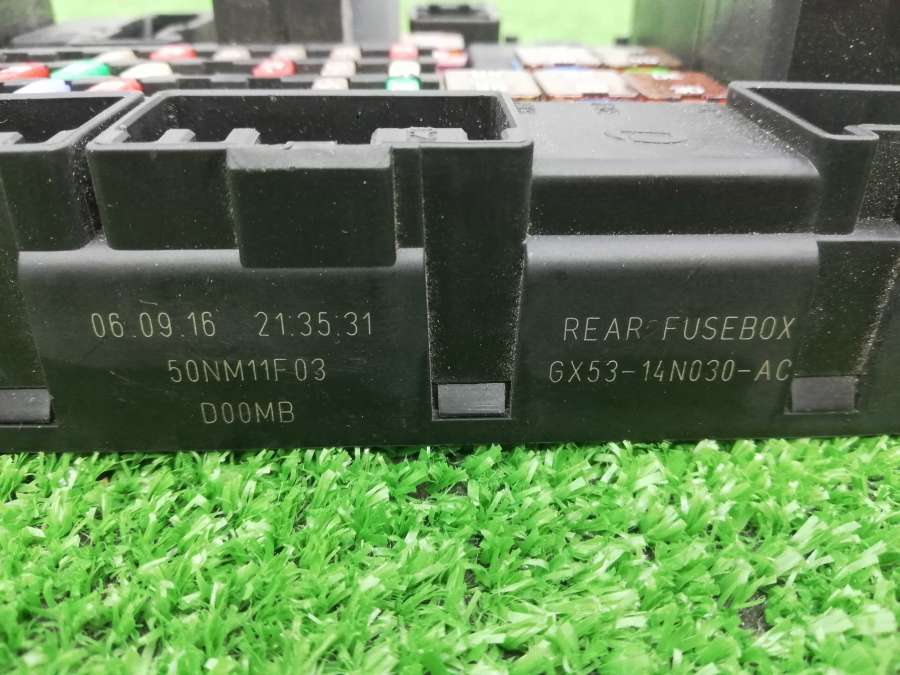 06.09.16 21:35:31
50NM11F03
D00MB
REAR FUSEBOX
GX53-14N030-AC